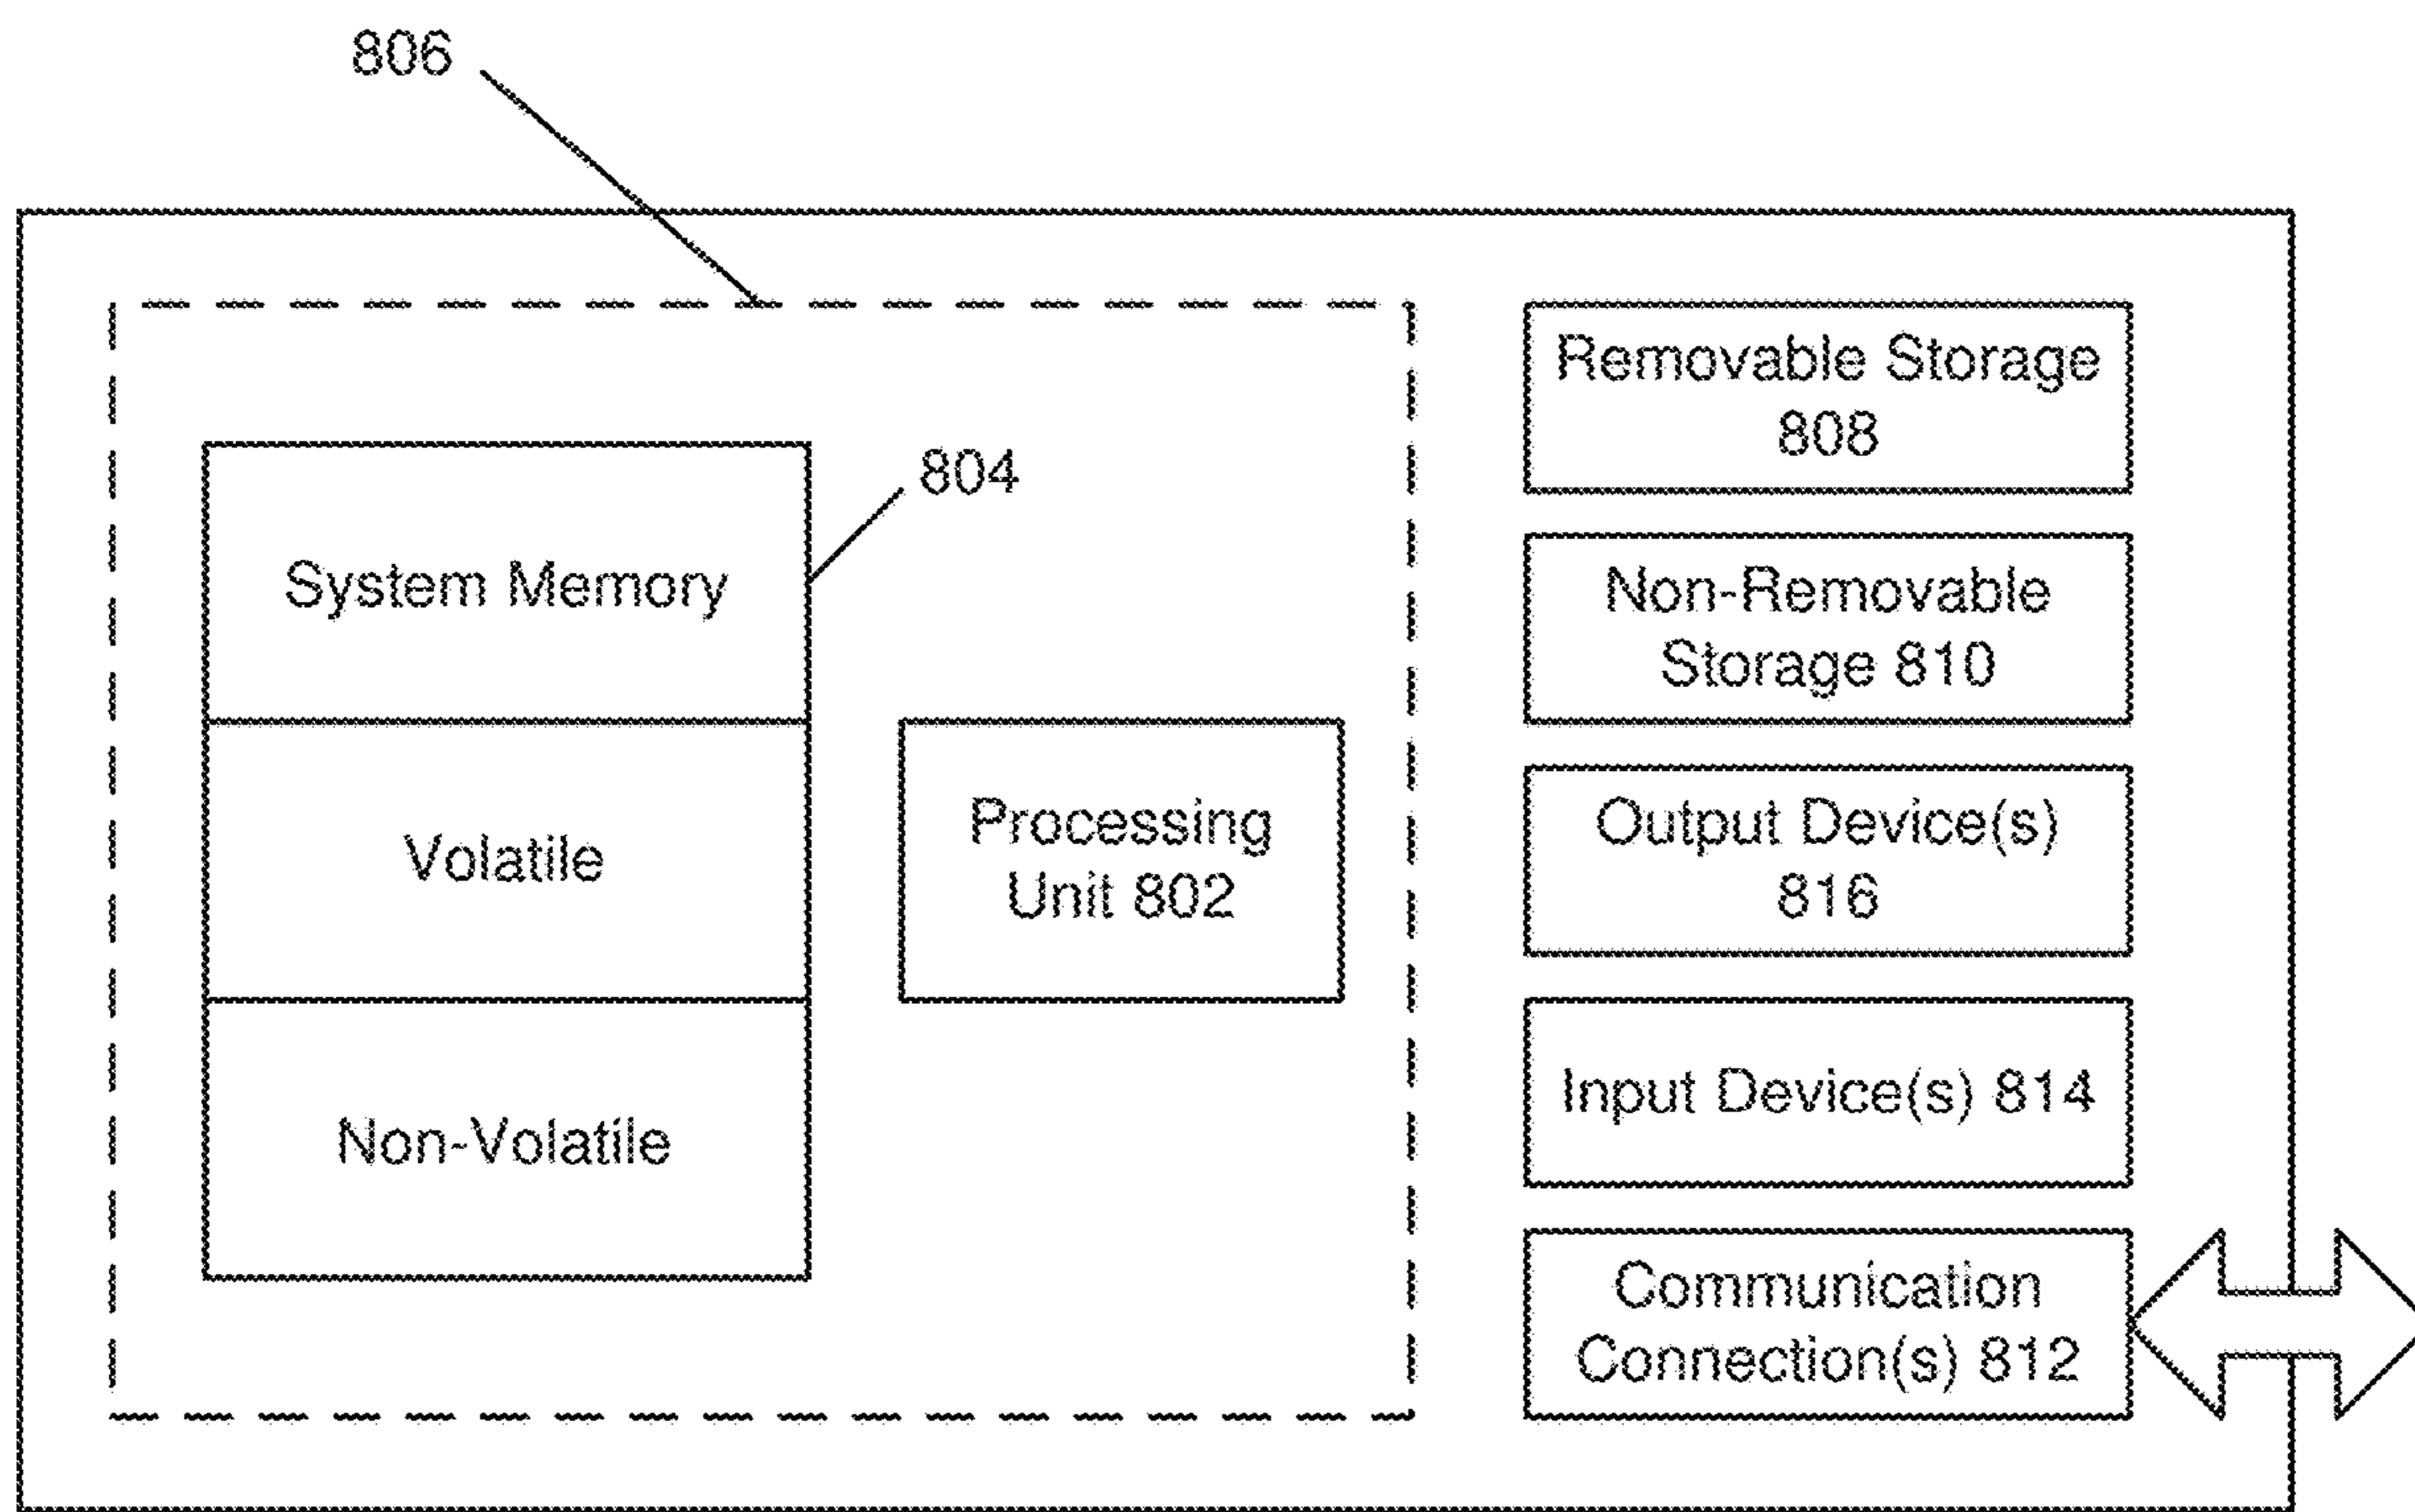 806
804
System Memory
Volatile
Non-Volatile
Processing
Unit 802
Removable Storage
808
Non-Removable
Storage 810
Output Device(s)
816
Input Device(s) 814
Communication
Connection(s) 812